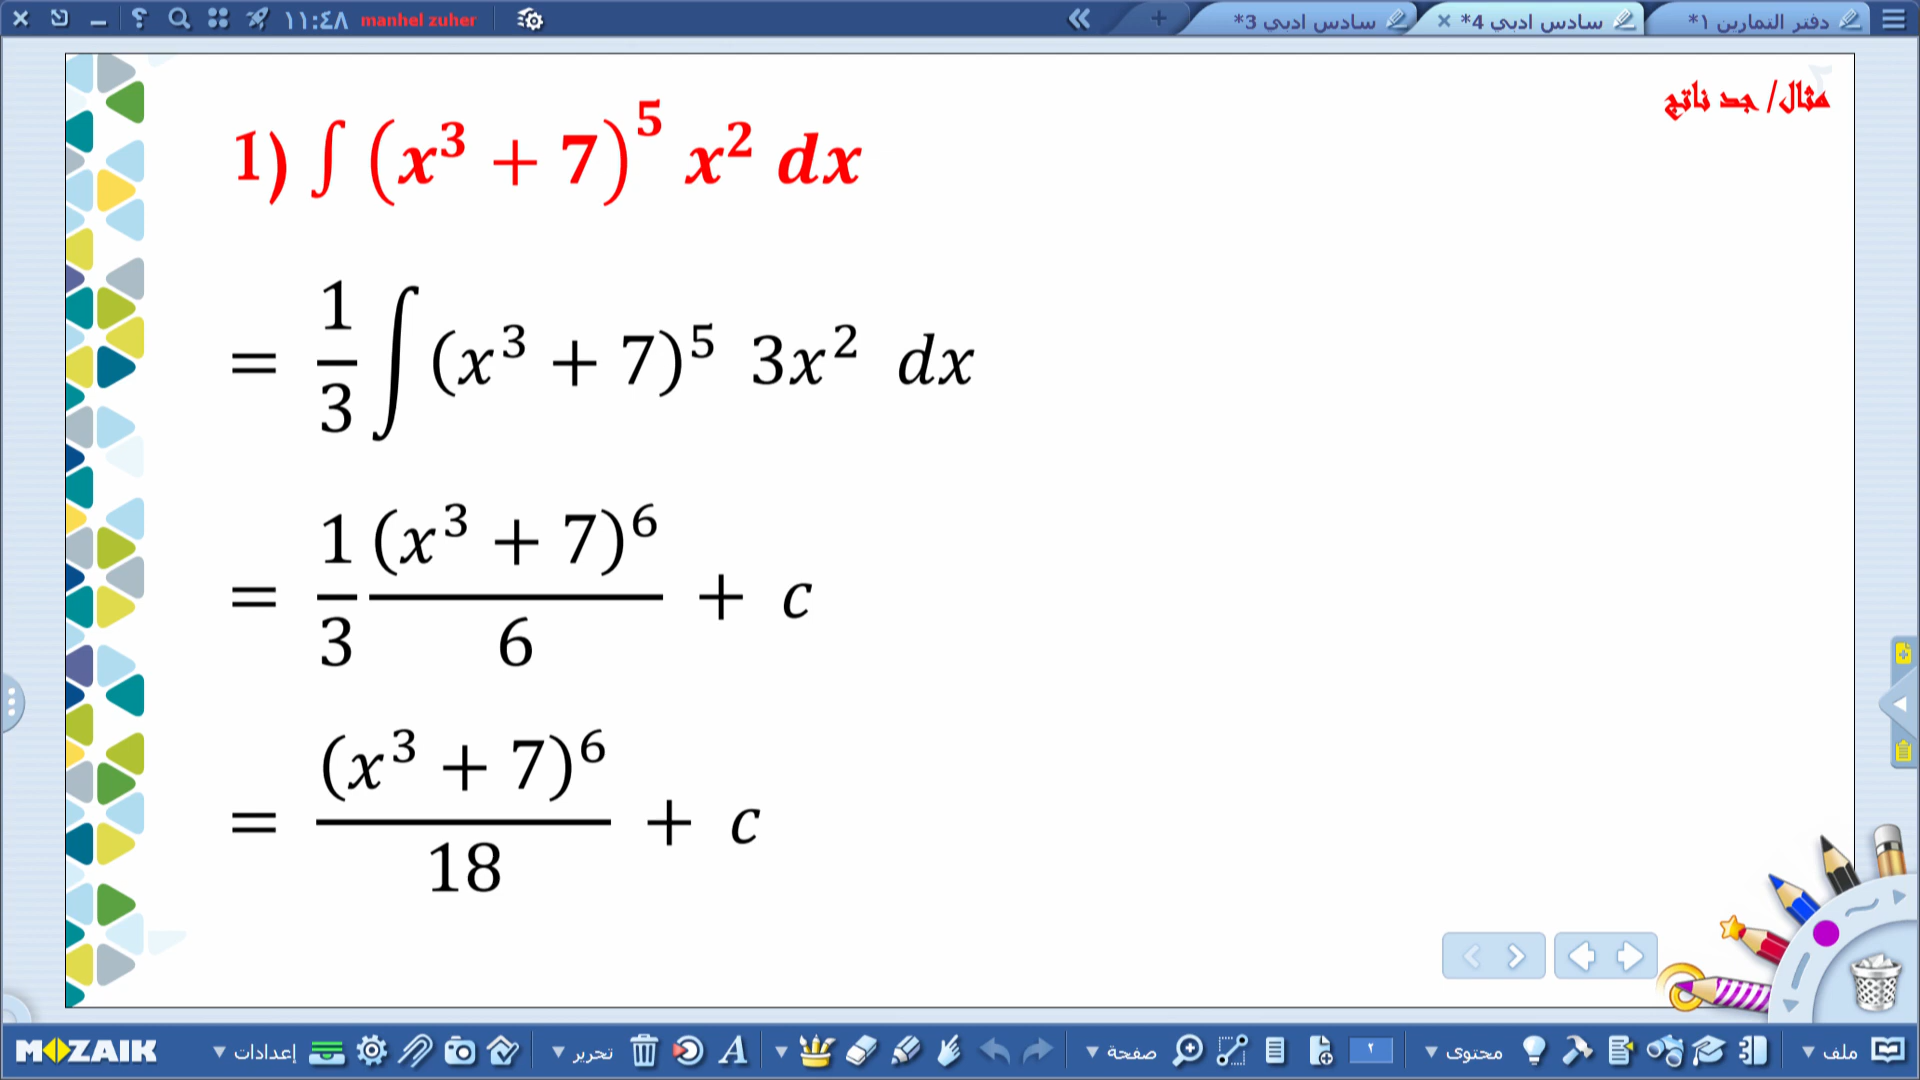 ١١:٤٨ manhel zuher
سادس ادبي 3*
سادس ادبي 4*
دفتر التمارين ١*
مثال/ جد ناتج
1) ∫ (x³ + 7)⁵ x² dx
= 1/3 ∫ (x³ + 7)⁵ 3x² dx
= 1/3 (x³ + 7)⁶/6 + c
= (x³ + 7)⁶/18 + c
MOZAIK
إعدادات
تحرير
صفحة
٢
محتوى
ملف